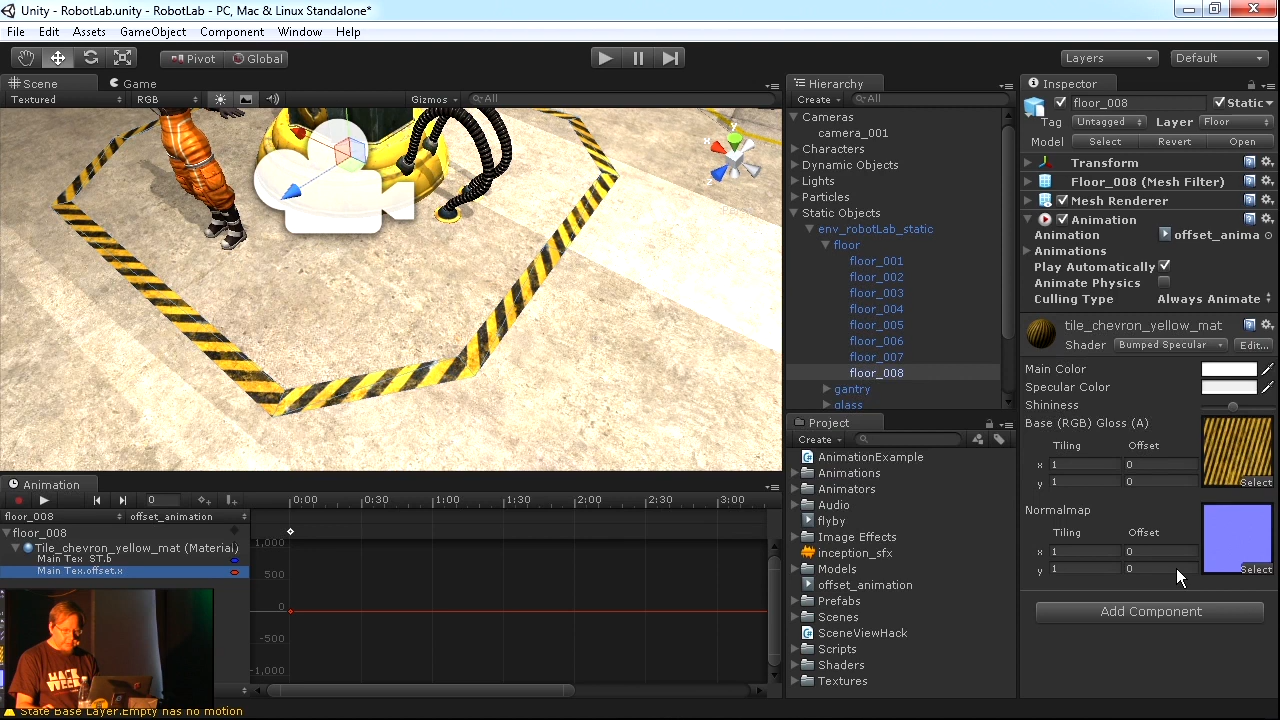 Unity - RobotLab.unity - RobotLab - PC, Mac & Linux Standalone*
File Edit Assets GameObject Component Window Help
Pivot Global Layers Default
Scene Game
Textured RGB Gizmos All
y
z
Hierarchy
Create All
Cameras
camera_001
Characters
Dynamic Objects
Lights
Particles
Static Objects
env_robotLab_static
floor
floor_001
floor_002
floor_003
floor_004
floor_005
floor_006
floor_007
floor_008
gantry
glass
Project
Create
AnimationExample
Animations
Animators
Audio
flyby
Image Effects
inception_sfx
Models
offset_animation
Prefabs
Scenes
SceneViewHack
Scripts
Shaders
Textures
Inspector
floor_008 Static
Tag Untagged Layer Floor
Model Select Revert Open
Transform
Floor_008 (Mesh Filter)
Mesh Renderer
Animation
Animation offset_anima
Animations
Play Automatically
Animate Physics
Culling Type Always Animate
tile_chevron_yellow_mat
Shader Bumped Specular Edit...
Main Color
Specular Color
Shininess
Base (RGB) Gloss (A)
Tiling Offset
x 1 0
y 1 0
Select
Normalmap
Tiling Offset
x 1 0
y 1 0
Select
Add Component
Animation
0 0:00 0:30 1:00 1:30 2:00 2:30 3:00
floor_008 offset_animation
floor_008
Tile_chevron_yellow_mat (Material)
Main Tex_ST.b
Main Tex.offset.x
1,000
500
0
-500
-1,000
HACK WEEK
State Base Layer.Empty has no motion